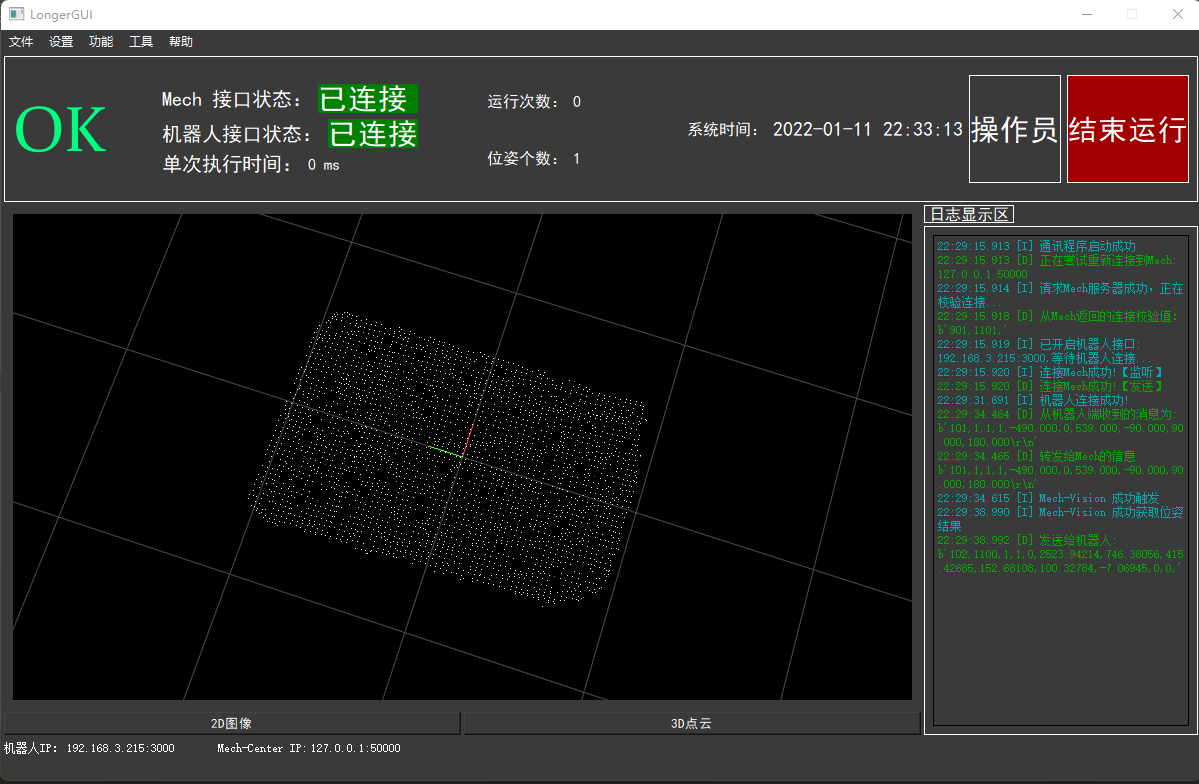 LongerGUI
文件 设置 功能 工具 帮助
OK
Mech 接口状态： 已连接
机器人接口状态： 已连接
单次执行时间： 0 ms
运行次数： 0
位姿个数： 1
系统时间： 2022-01-11 22:33:13
操作员
结束运行
日志显示区
22:29:15.913 [I] 通讯程序启动成功
22:29:15.913 [D] 正在尝试重新连接到Mech:
127.0.0.1 50000
22:29:15.914 [I] 请求Mech服务器成功，正在
校验连接...
22:29:15.918 [D] 从Mech返回的连接校验值：
b'901,1101,'
22:29:15.919 [I] 已开启机器人接口:
192.168.3.215:3000,等待机器人连接...
22:29:15.920 [I] 连接Mech成功!【监听】
22:29:15.920 [D] 连接Mech成功!【发送】
22:29:31.691 [I] 机器人连接成功!
22:29:34.464 [D] 从机器人端收到的消息为:
b'101,1,1,1,-490.000,0,539.000,-90.000,90
.000,180.000\r\n'
22:29:34.465 [D] 转发给Mech的信息:
b'101,1,1,1,-490.000,0,539.000,-90.000,90
.000,180.000\r\n'
22:29:34.615 [I] Mech-Vision 成功触发
22:29:38.990 [I] Mech-Vision 成功获取位姿
结果
22:29:38.992 [D] 发送给机器人:
b'102,1100,1,1,0,2523.94214,746.38056,415
.42685,152.68108,100.32784,-7.06945,0,0,'
2D图像
3D点云
机器人IP: 192.168.3.215:3000 Mech-Center IP: 127.0.0.1:50000